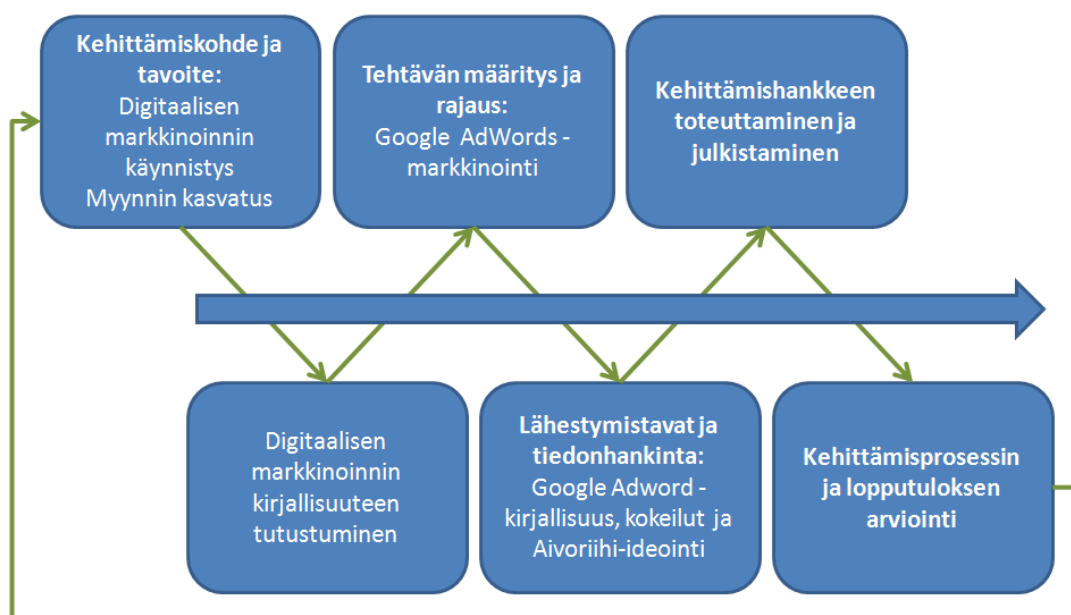 Kehittämiskohde ja
tavoite:
Digitaalisen
markkinoinnin
käynnistys
Myynnin kasvatus
Tehtävän määritys ja
rajaus:
Google AdWords -
markkinointi
Kehittämishankkeen
toteuttaminen ja
julkistaminen
Digitaalisen
markkinoinnin
kirjallisuuteen
tutustuminen
Lähestymistavat ja
tiedonhankinta:
Google Adword -
kirjallisuus, kokeilut ja
Aivoriihi-ideointi
Kehittämisprosessin
ja lopputuloksen
arviointi